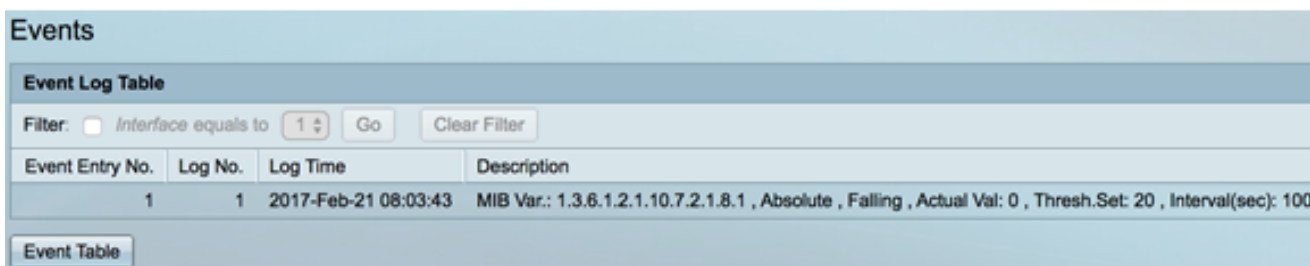 Events
Event Log Table
Filter: Interface equals to 1 Go Clear Filter
Event Entry No. Log No. Log Time Description
1 1 2017-Feb-21 08:03:43 MIB Var.: 1.3.6.1.2.1.10.7.2.1.8.1 , Absolute , Falling , Actual Val: 0 , Thresh.Set: 20 , Interval(sec): 100
Event Table